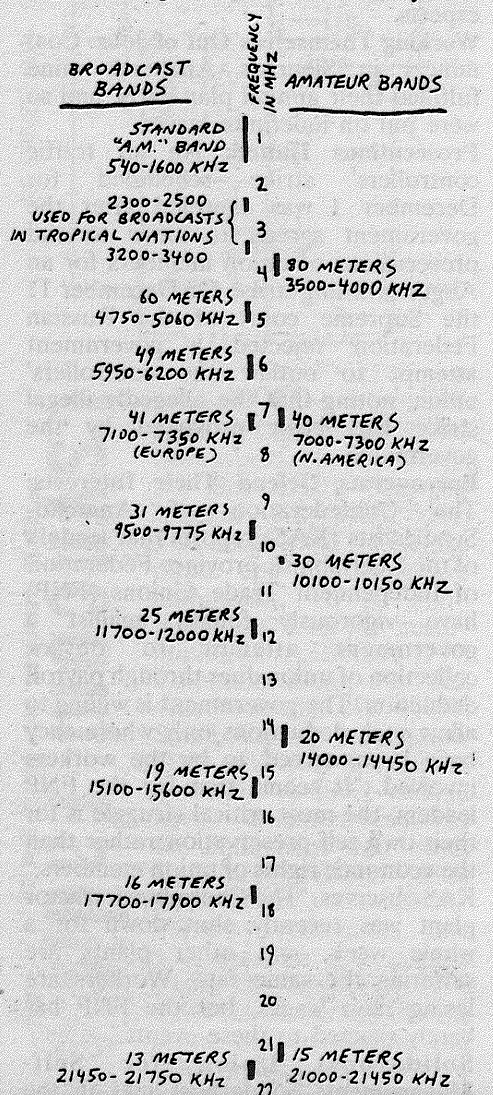 BROADCAST
BANDS
FREQUENCY
IN MHz
AMATEUR BANDS
STANDARD
"A.M." BAND
540-1600 KHz
1
2
2300-2500
USED FOR BROADCASTS
IN TROPICAL NATIONS
3200-3400
3
4
80 METERS
3500-4000 KHz
60 METERS
4750-5060 KHz
5
49 METERS
5950-6200 KHz
6
41 METERS
7100-7350 KHz
(EUROPE)
7
40 METERS
7000-7300 KHz
(N. AMERICA)
8
9
31 METERS
9500-9775 KHz
10
30 METERS
10100-10150 KHz
11
25 METERS
11700-12000 KHz
12
13
14
20 METERS
14000-14450 KHz
19 METERS
15100-15600 KHz
15
16
17
16 METERS
17700-17900 KHz
18
19
20
21
13 METERS
21450-21750 KHz
15 METERS
21000-21450 KHz
22